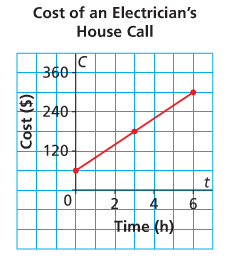 Cost of an Electrician's
House Call
C
360
240
120
Cost ($)
t
0 2 4 6
Time (h)